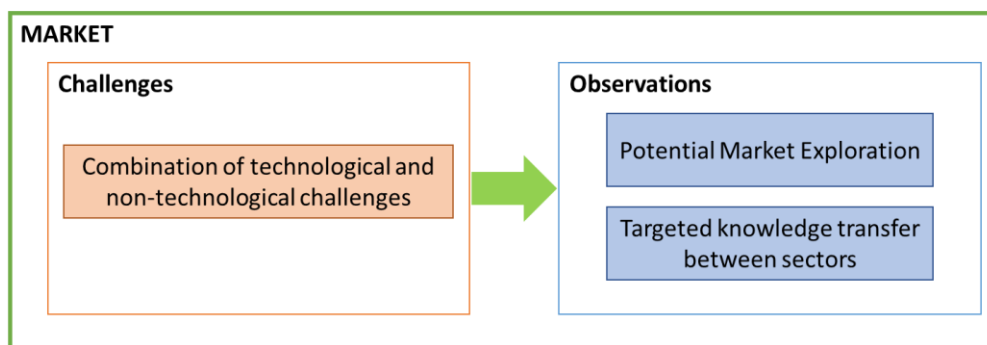 MARKET
Challenges
Combination of technological and
non-technological challenges
Observations
Potential Market Exploration
Targeted knowledge transfer
between sectors